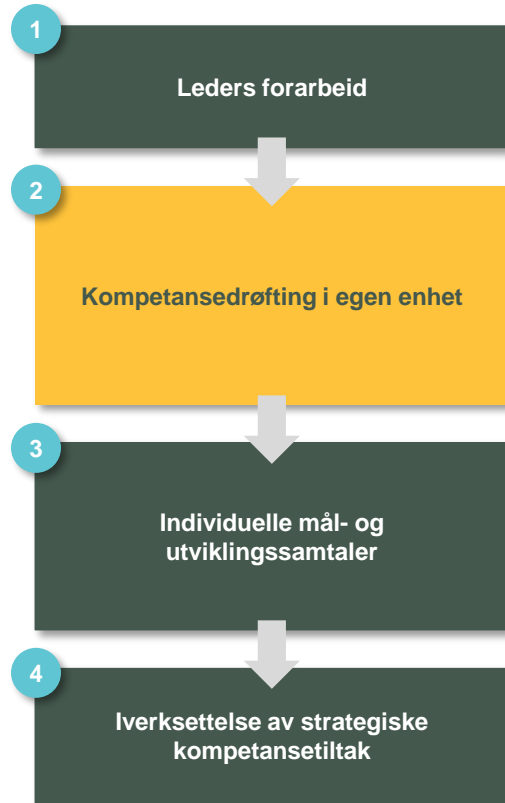 1
Leders forarbeid
2
Kompetansedrøfting i egen enhet
3
Individuelle mål- og
utviklingssamtaler
4
Iverksettelse av strategiske
kompetansetiltak